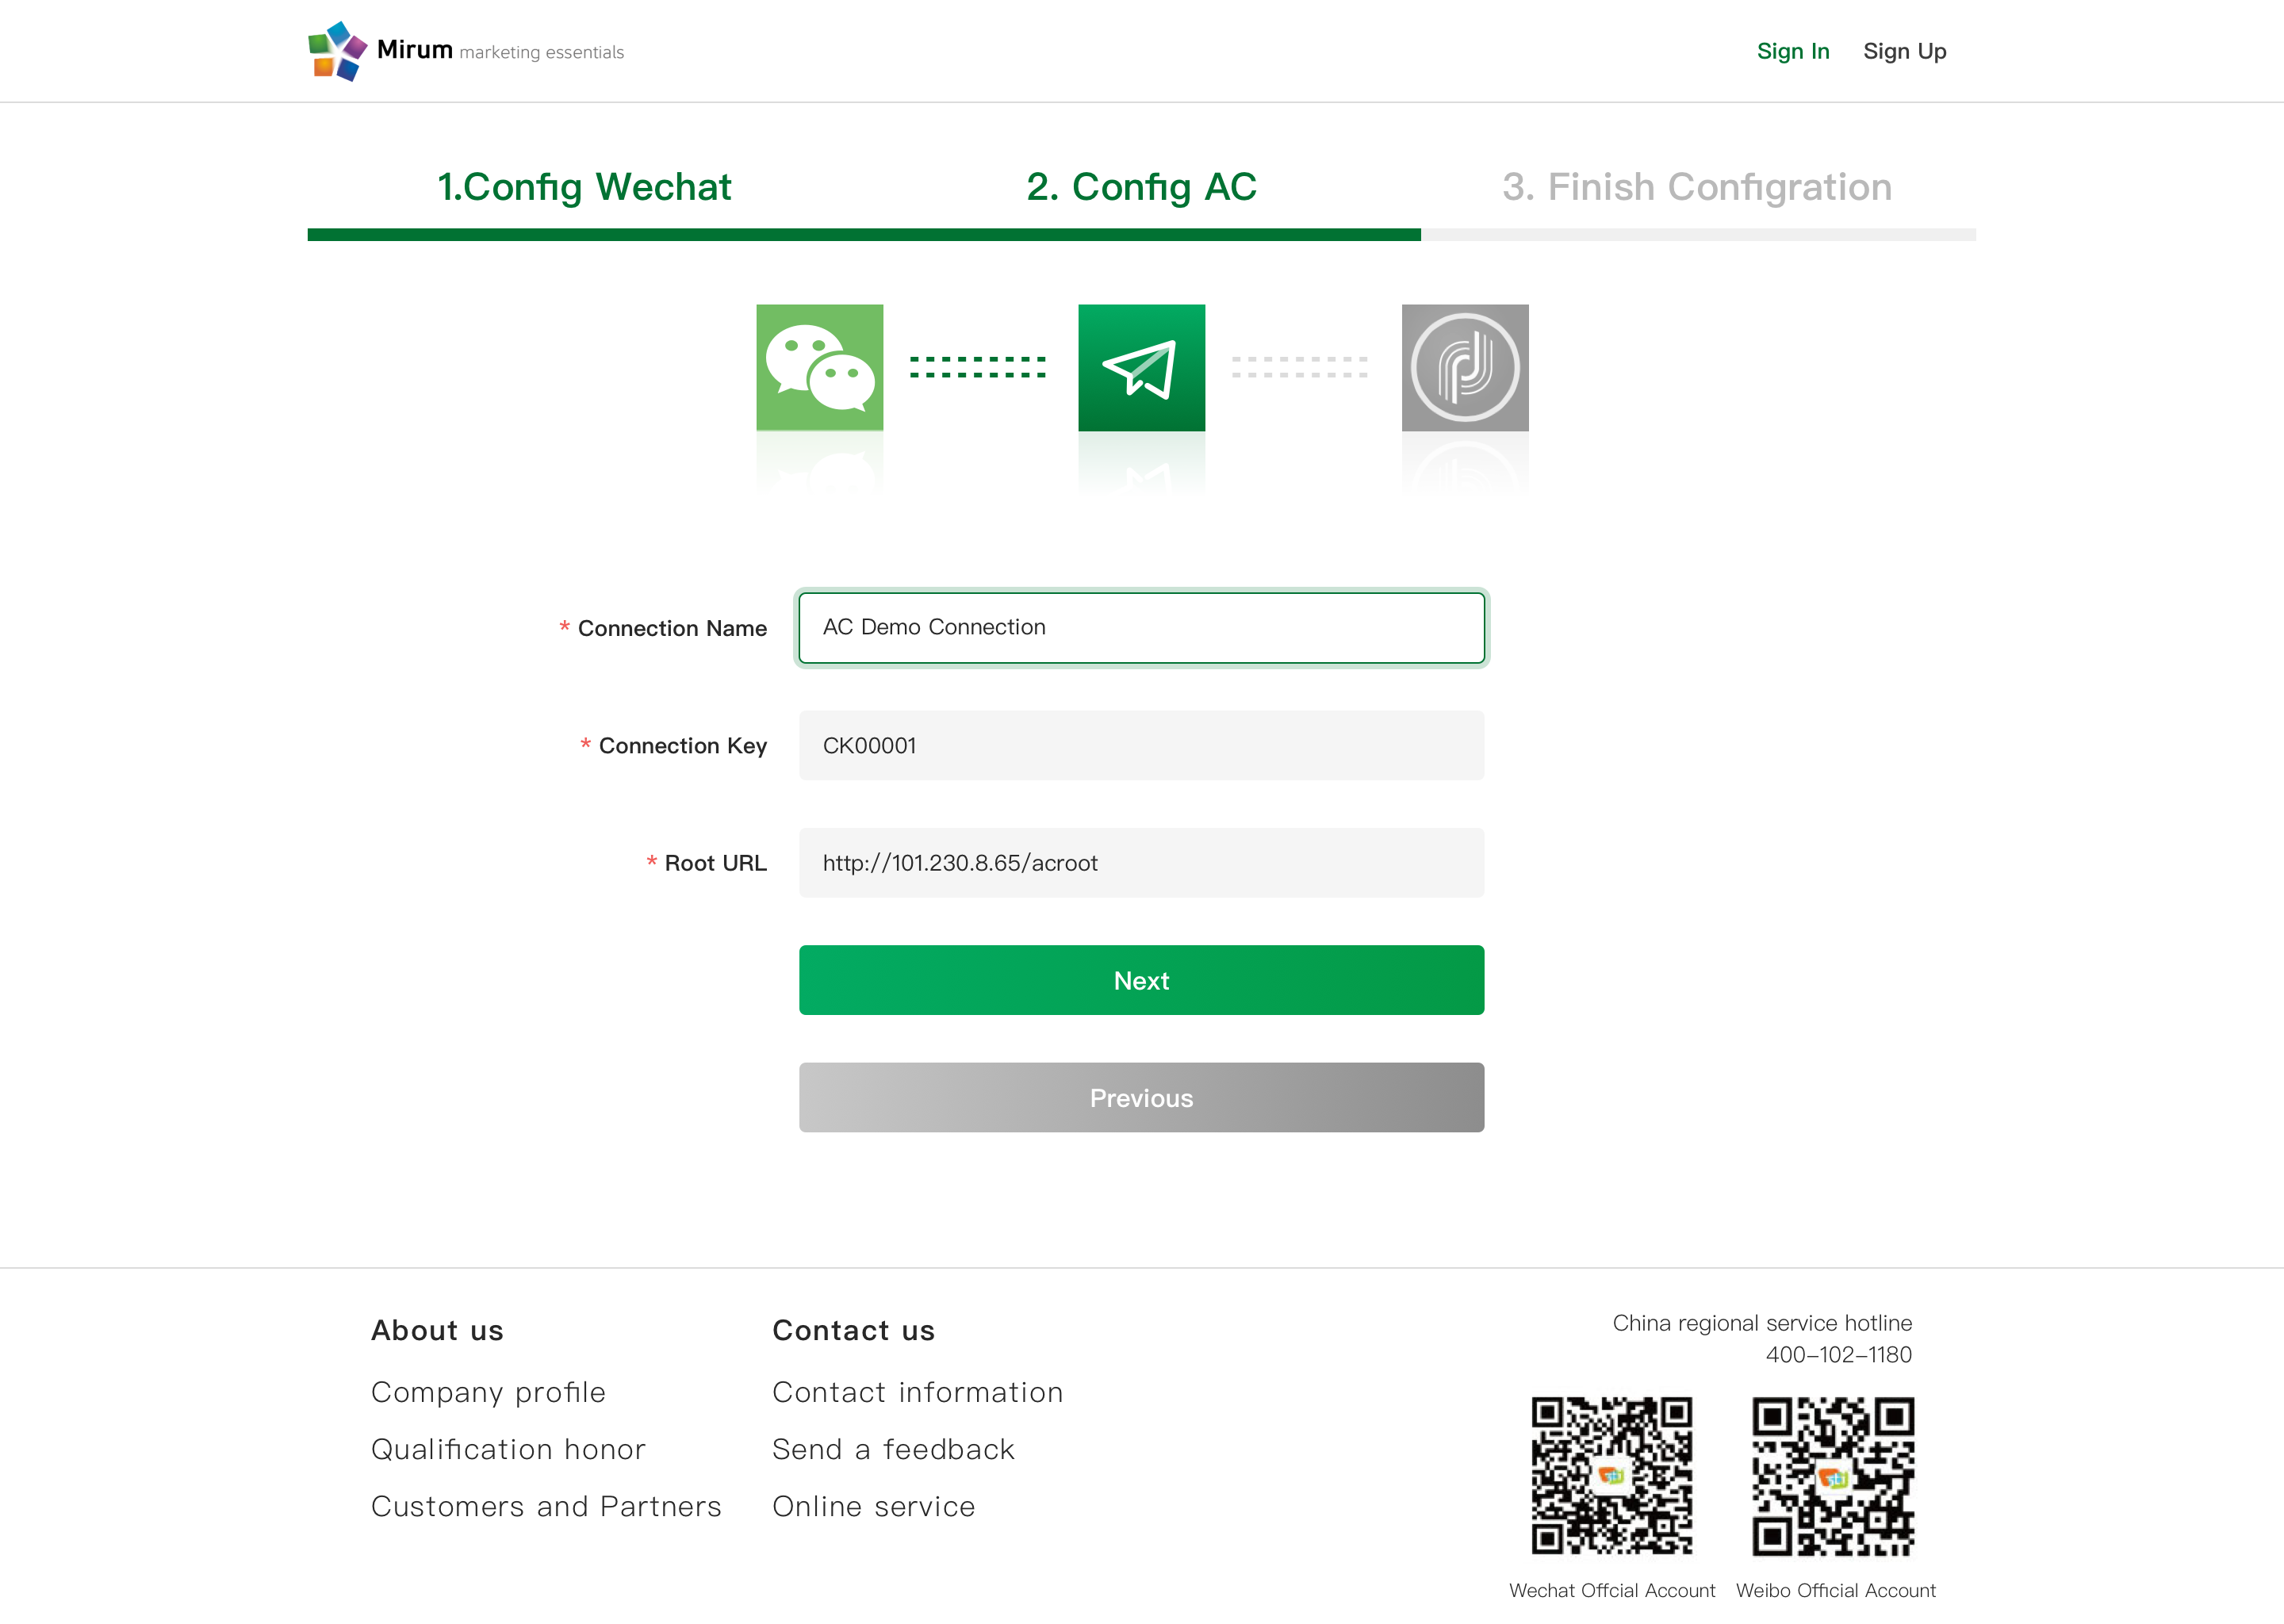 Mirum marketing essentials
Sign In
Sign Up
1.Config Wechat
2. Config AC
3. Finish Configration
* Connection Name
AC Demo Connection
* Connection Key
CK00001
* Root URL
http://101.230.8.65/acroot
Next
Previous
About us
Company profile
Qualification honor
Customers and Partners
Contact us
Contact information
Send a feedback
Online service
China regional service hotline
400-102-1180
Wechat Offcial Account
Weibo Official Account